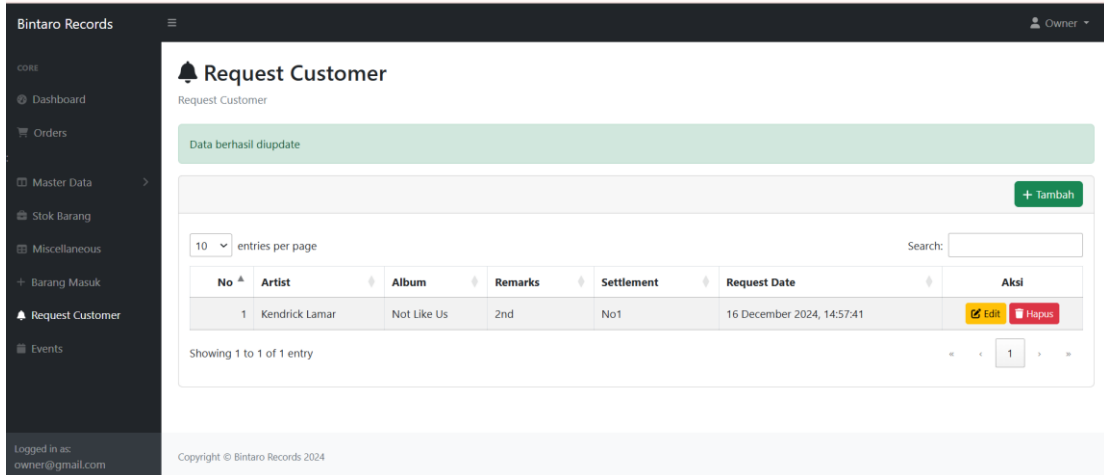 Bintaro Records
Owner
CORE
Dashboard
Orders
Master Data
Stok Barang
Miscellaneous
Barang Masuk
Request Customer
Events
Logged in as:
owner@gmail.com
Request Customer
Request Customer
Data berhasil diupdate
+ Tambah
10 entries per page
Search:
No Artist Album Remarks Settlement Request Date Aksi
1 Kendrick Lamar Not Like Us 2nd No1 16 December 2024, 14:57:41 Edit Hapus
Showing 1 to 1 of 1 entry
« ‹ 1 › »
Copyright © Bintaro Records 2024